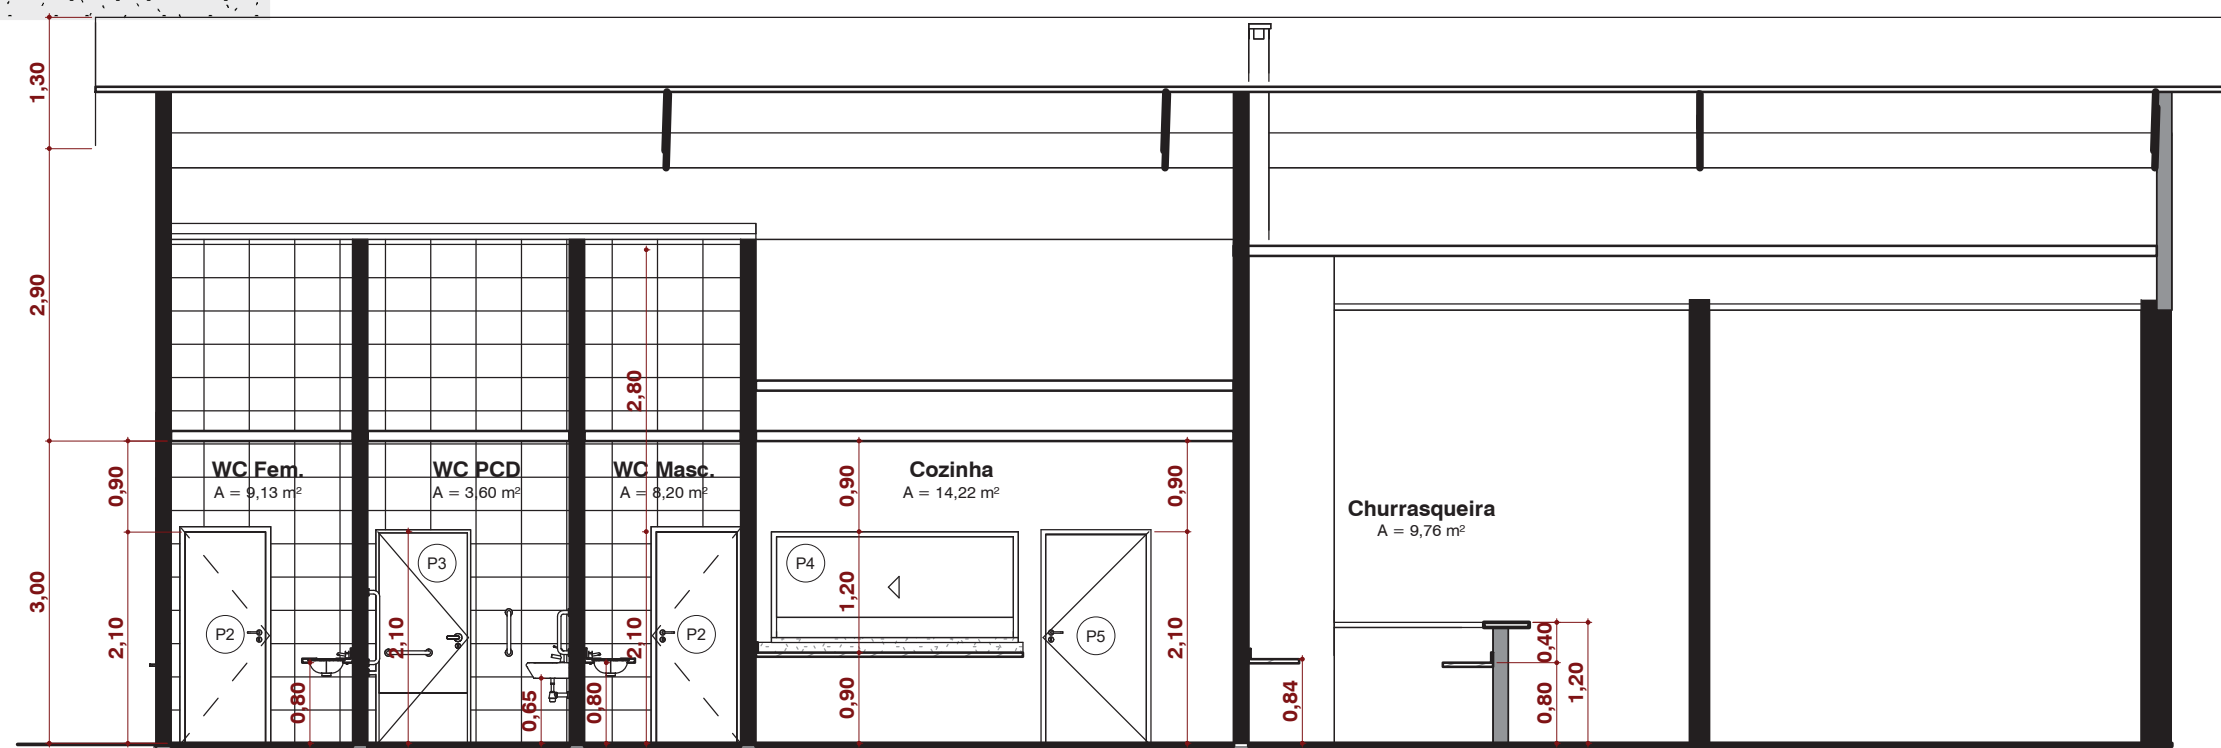 1,30
2,90
3,00
0,90
2,10
WC Fem.
A = 9,13 m²
P2
0,80
WC PCD
A = 3,60 m²
P3
2,10
0,65
WC Masc.
A = 8,20 m²
2,80
2,10
0,80
P2
Cozinha
A = 14,22 m²
P4
0,90
1,20
0,90
P5
0,90
2,10
0,84
Churrasqueira
A = 9,76 m²
0,40
0,80
1,20